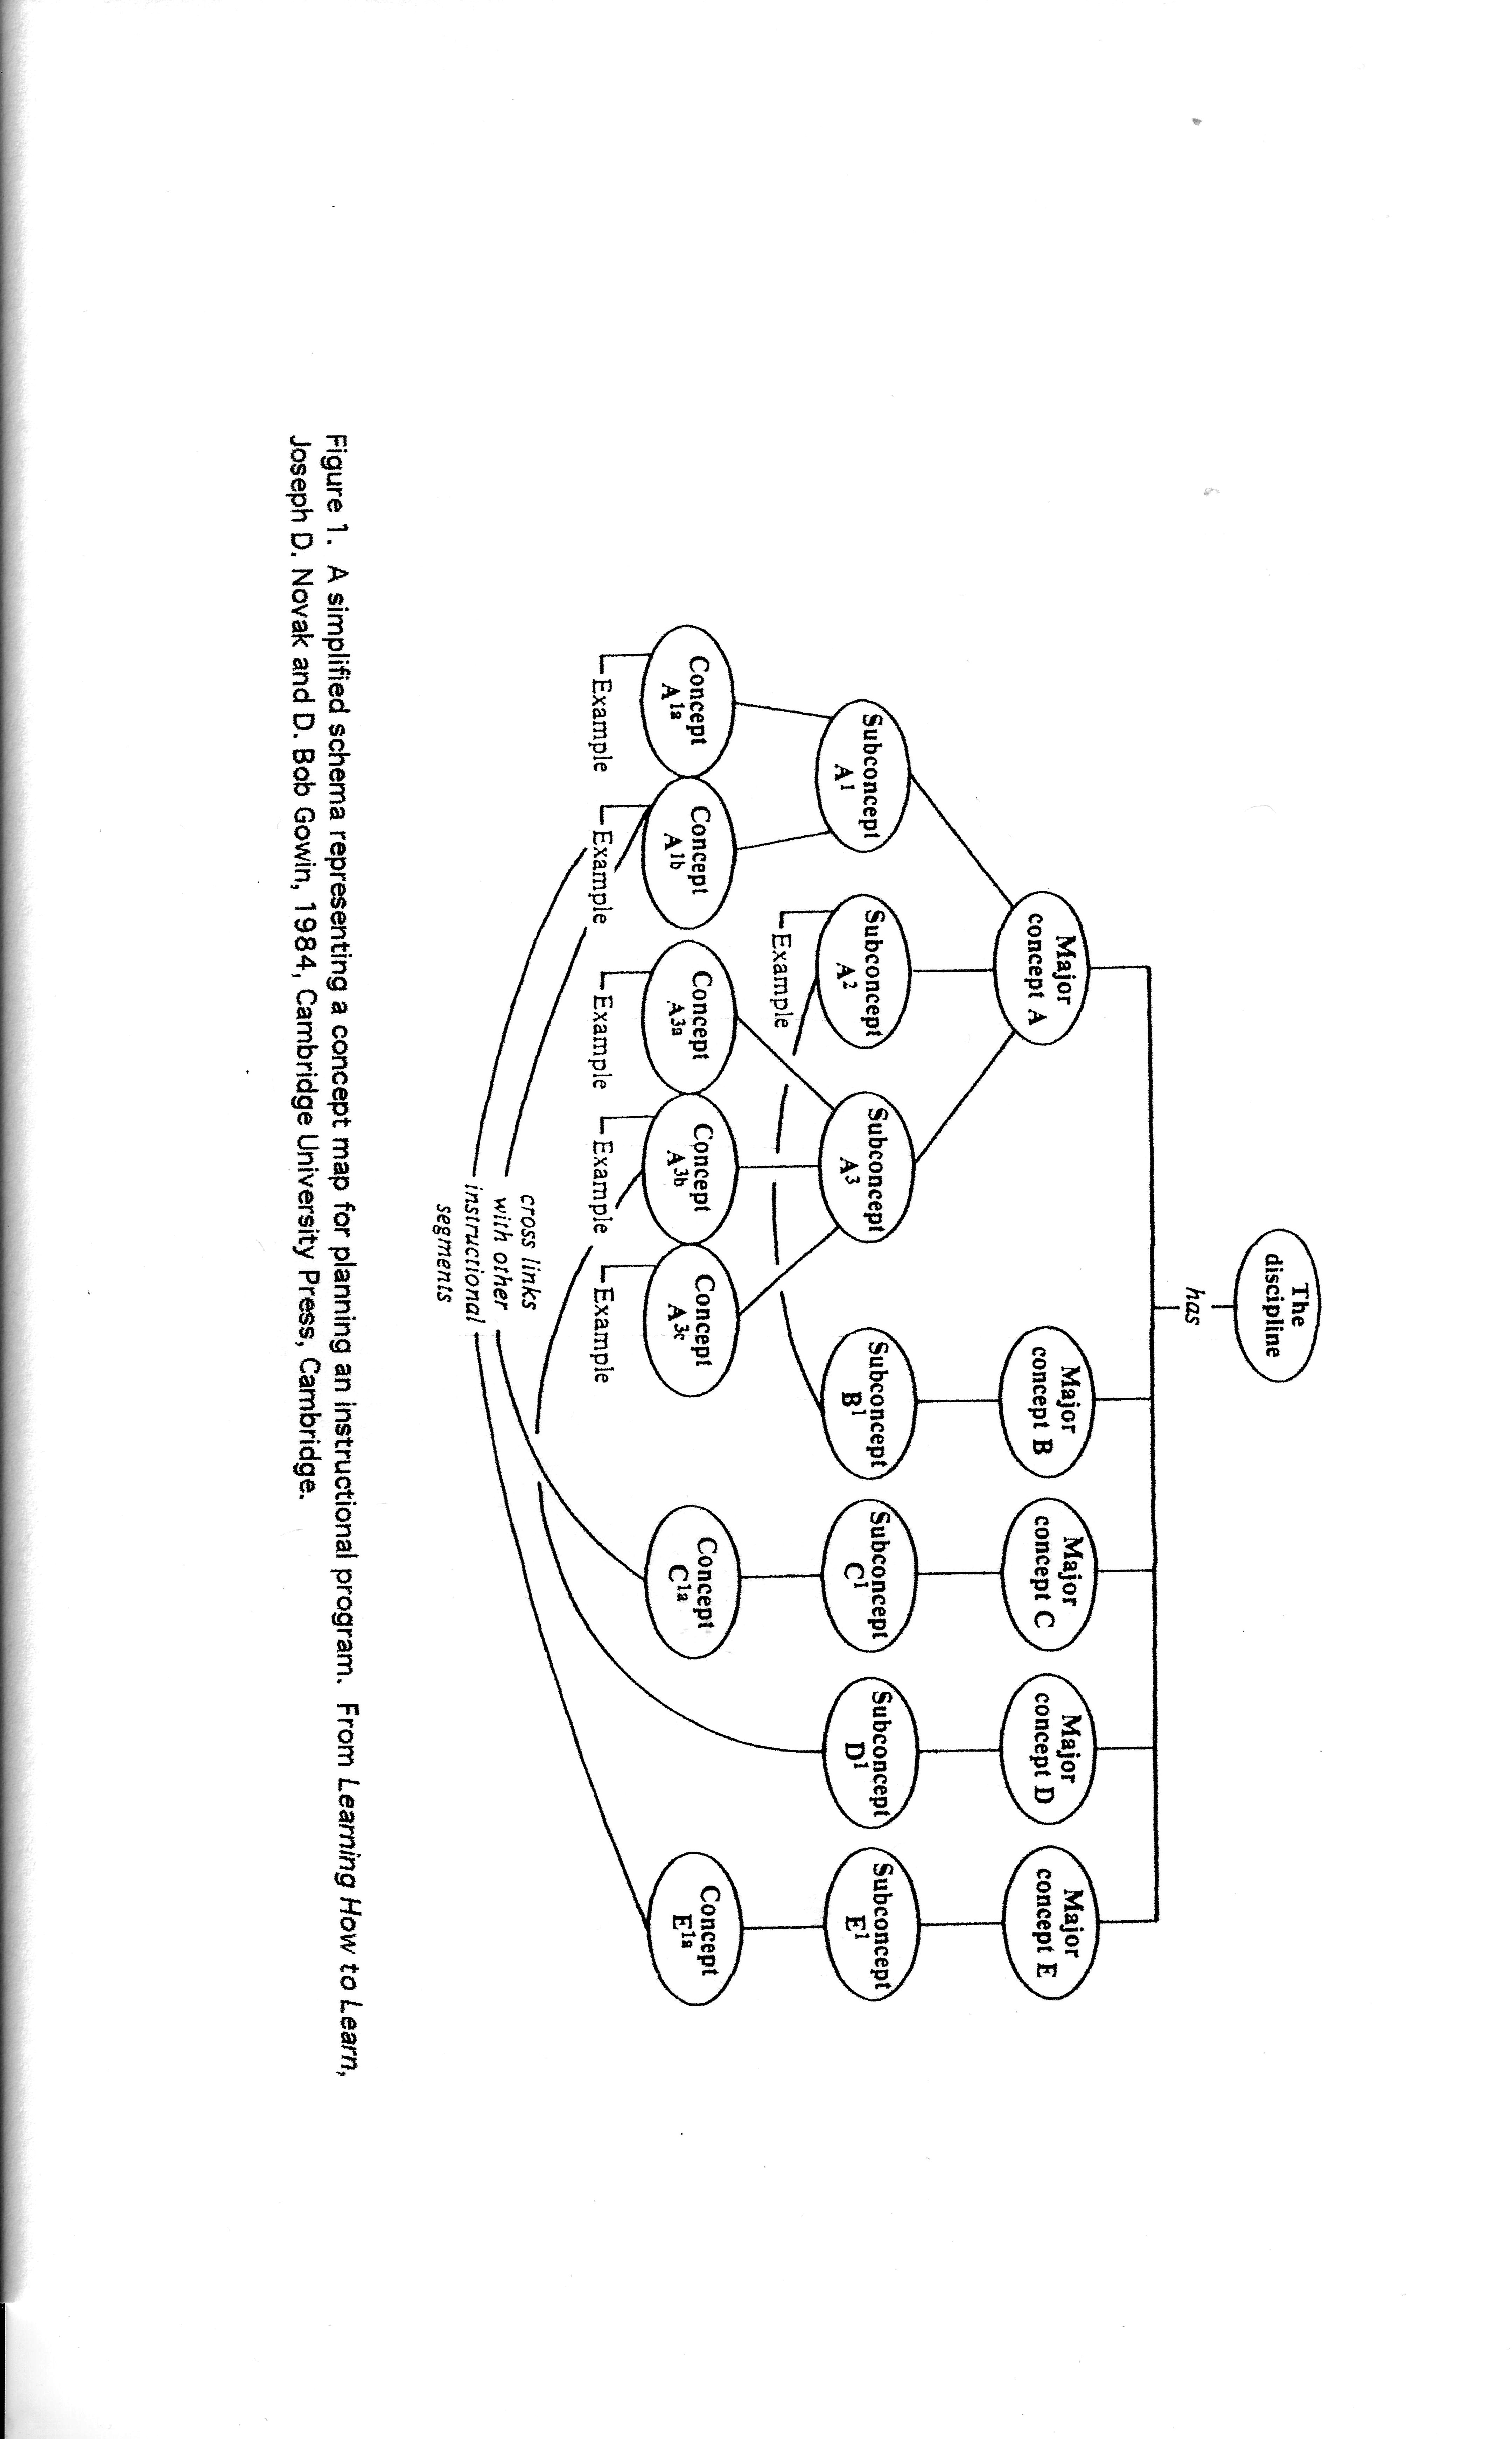 The
discipline
has
Major
concept A
Major
concept B
Major
concept C
Major
concept D
Major
concept E
Subconcept
A¹
Subconcept
A²
Subconcept
A³
Subconcept
B¹
Subconcept
C¹
Subconcept
D¹
Subconcept
E¹
Example
Concept
A¹ᵃ
Concept
A¹ᵇ
Concept
A³ᵃ
Concept
A³ᵇ
Concept
A³ᶜ
Concept
C¹ᵃ
Concept
E¹ᵃ
Example
Example
Example
Example
Example
cross links
with other
instructional
segments
Figure 1. A simplified schema representing a concept map for planning an instructional program. From Learning How to Learn,
Joseph D. Novak and D. Bob Gowin, 1984, Cambridge University Press, Cambridge.